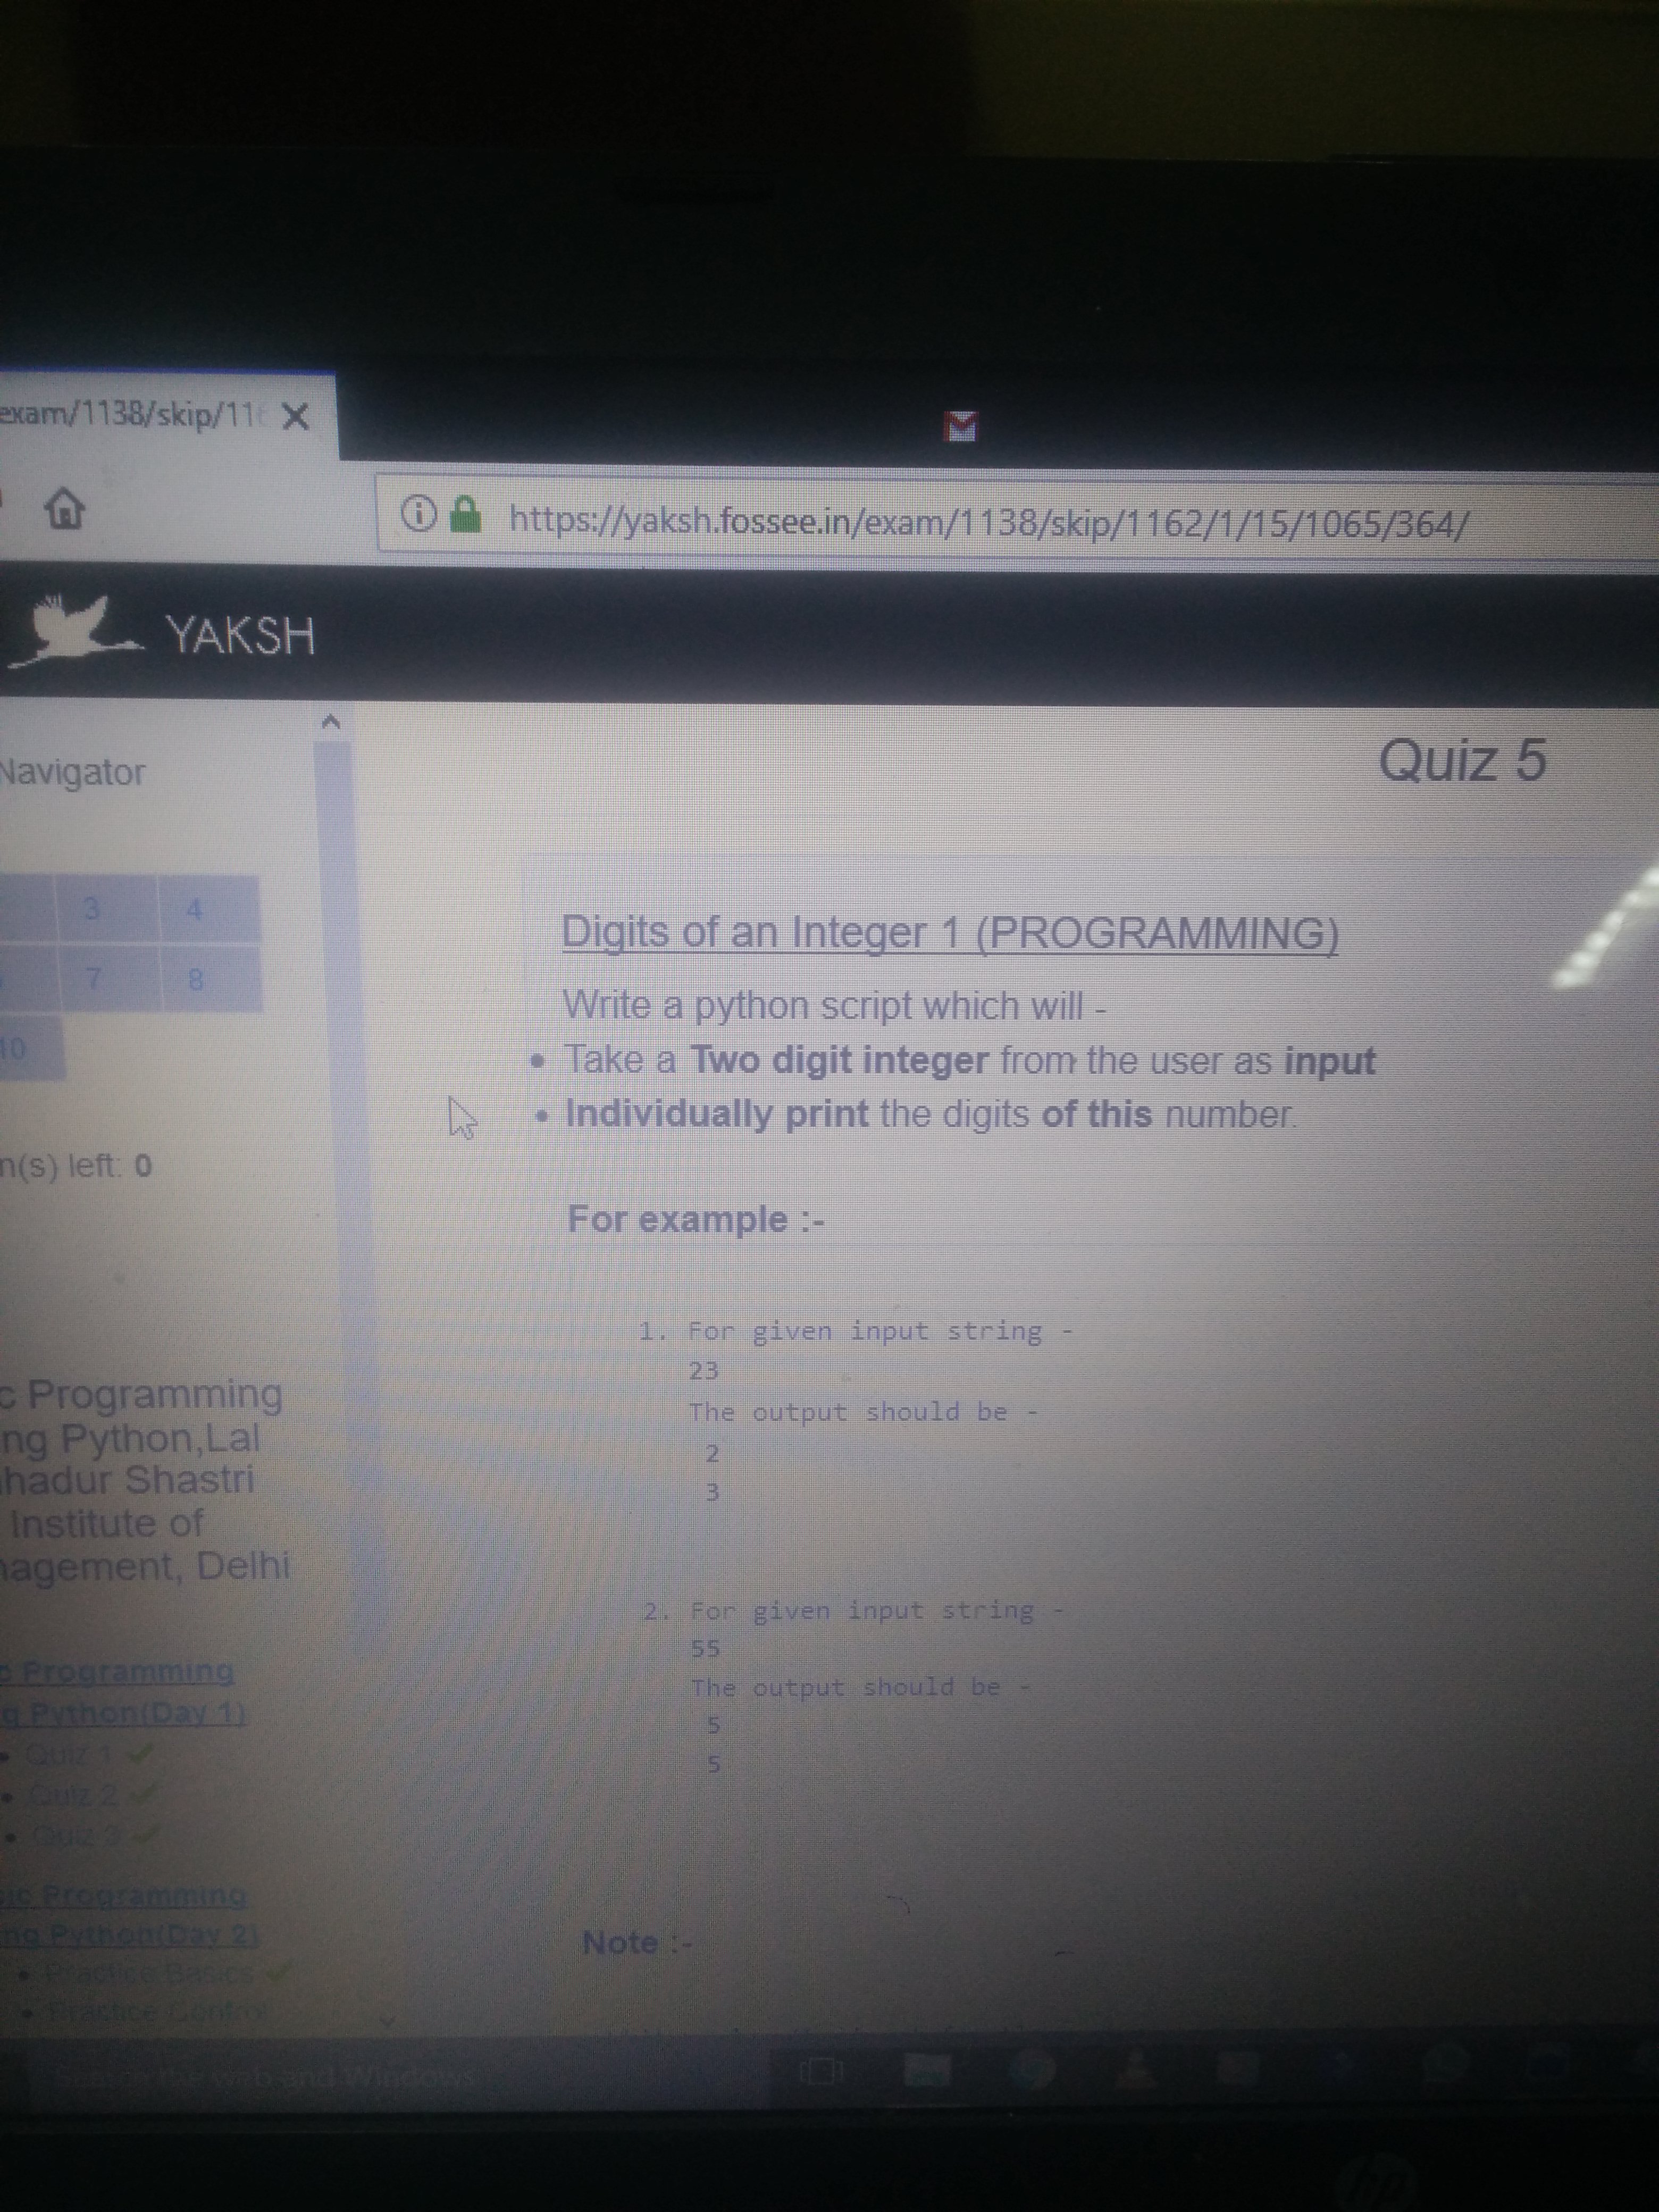 exam/1138/skip/116
https://yaksh.fossee.in/exam/1138/skip/1162/1/15/1065/364/
YAKSH
Navigator
3 4
7 8
10
n(s) left: 0
c Programming
ng Python,Lal
hadur Shastri
Institute of
nagement, Delhi
c Programming
g Python(Day 1)
• Quiz 1
• Quiz 2
• Quiz 3
sic Programming
ng Python(Day 2)
• Practice Basics
• Practice Control
Quiz 5
Digits of an Integer 1 (PROGRAMMING)
Write a python script which will -
• Take a Two digit integer from the user as input
• Individually print the digits of this number.
For example :-
1. For given input string -
23
The output should be -
2
3
2. For given input string -
55
The output should be -
5
5
Note :-
Search the web and Windows
hp